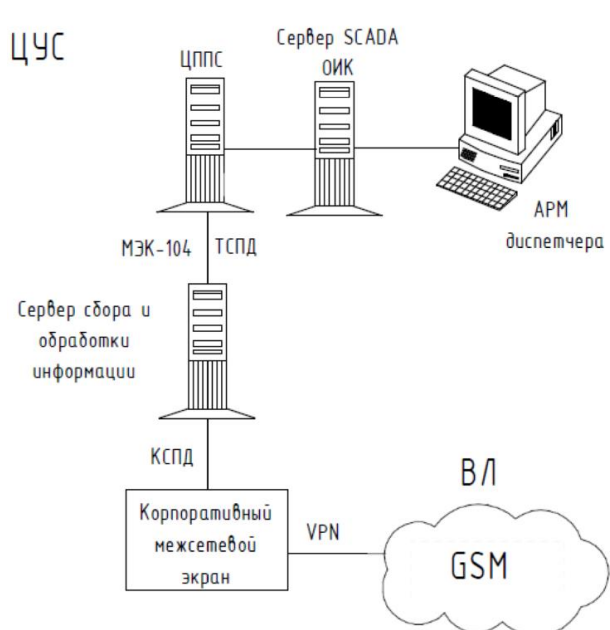 ЦУС
ЦППС
Сервер SCADA
ОИК
АРМ
диспетчера
МЭК-104
ТСПД
Сервер сбора и
обработки
информации
КСПД
Корпоративный
межсетевой
экран
VPN
ВЛ
GSM